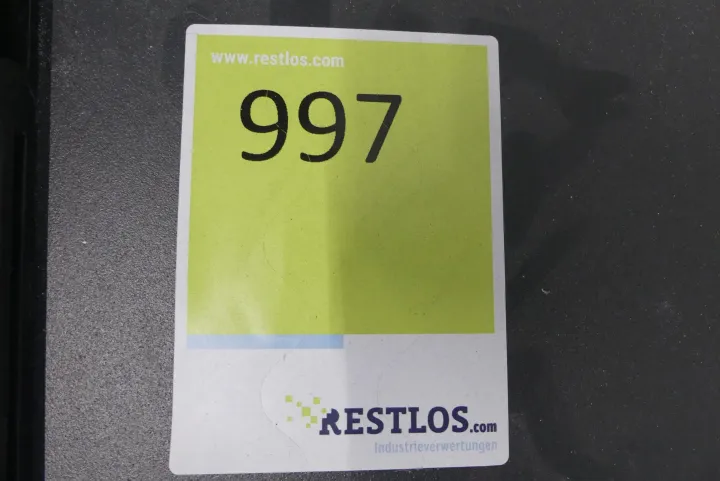 www.restlos.com
997
RESTLOS.com
Industrieverwertungen